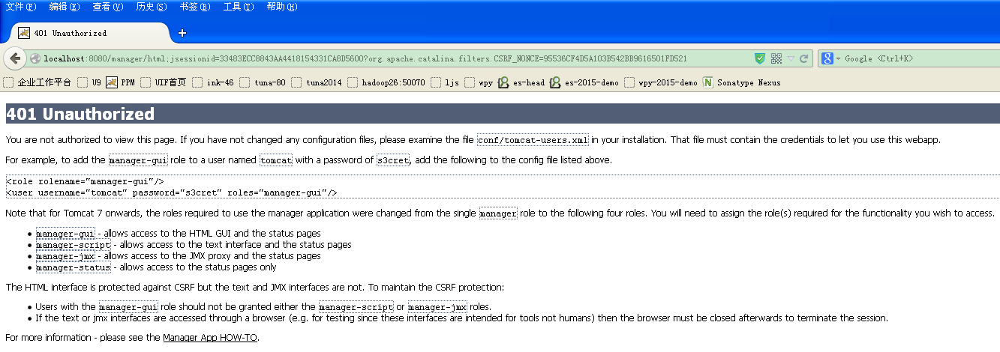 文件(F) 编辑(E) 查看(V) 历史(S) 书签(B) 工具(T) 帮助(H)
401 Unauthorized +
localhost:8080/manager/html;jsessionid=33483ECC8843AA4418154331CA8D5600?org.apache.catalina.filters.CSRF_NONCE=95536CF4D5A103B542BB9616501FD521 Google <Ctrl+K>
企业工作平台 U9 PPM UIF首页 ink-46 tuna-80 tuna2014 hadoop26:50070 ljs wpy es-head es-2015-demo wpy-2015-demo Sonatype Nexus
401 Unauthorized
You are not authorized to view this page. If you have not changed any configuration files, please examine the file conf/tomcat-users.xml in your installation. That file must contain the credentials to let you use this webapp.
For example, to add the manager-gui role to a user named tomcat with a password of s3cret, add the following to the config file listed above.
<role rolename="manager-gui"/>
<user username="tomcat" password="s3cret" roles="manager-gui"/>
Note that for Tomcat 7 onwards, the roles required to use the manager application were changed from the single manager role to the following four roles. You will need to assign the role(s) required for the functionality you wish to access.
• manager-gui - allows access to the HTML GUI and the status pages
• manager-script - allows access to the text interface and the status pages
• manager-jmx - allows access to the JMX proxy and the status pages
• manager-status - allows access to the status pages only
The HTML interface is protected against CSRF but the text and JMX interfaces are not. To maintain the CSRF protection:
• Users with the manager-gui role should not be granted either the manager-script or manager-jmx roles.
• If the text or jmx interfaces are accessed through a browser (e.g. for testing since these interfaces are intended for tools not humans) then the browser must be closed afterwards to terminate the session.
For more information - please see the Manager App HOW-TO.